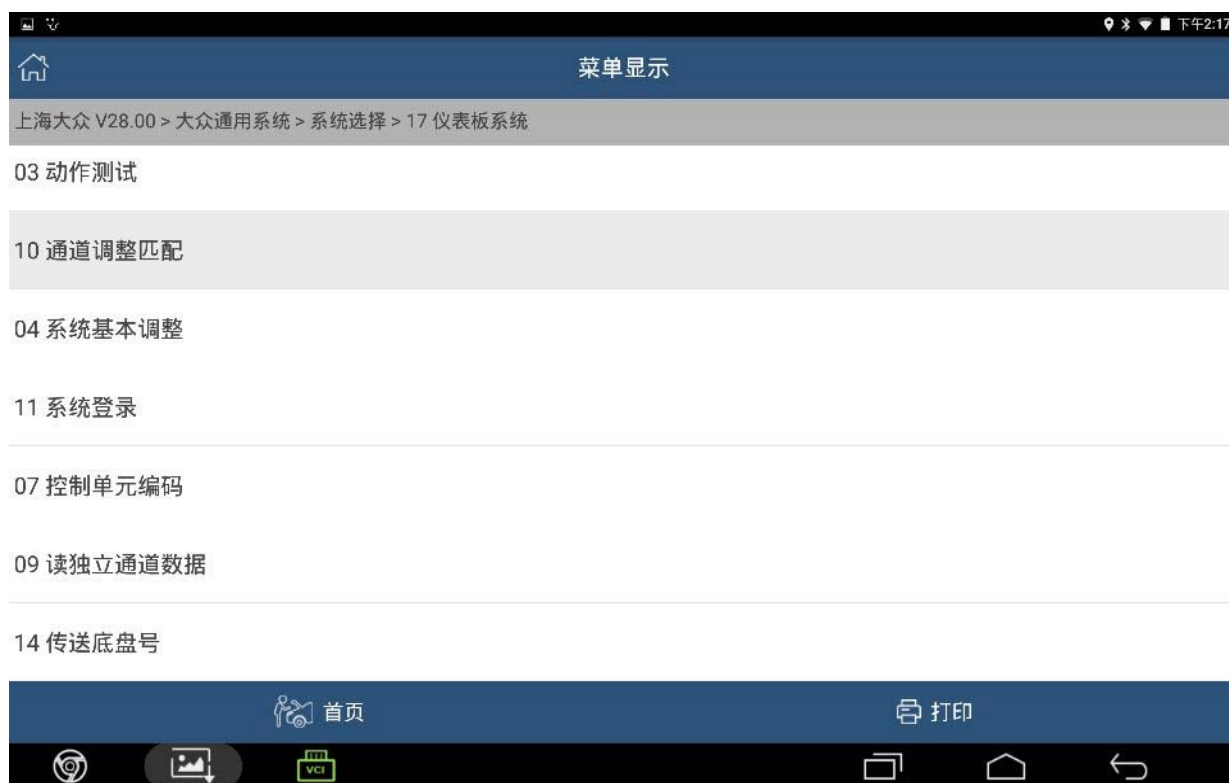 下午2:17
菜单显示
上海大众 V28.00 > 大众通用系统 > 系统选择 > 17 仪表板系统
03 动作测试
10 通道调整匹配
04 系统基本调整
11 系统登录
07 控制单元编码
09 读独立通道数据
14 传送底盘号
首页
打印
VCI